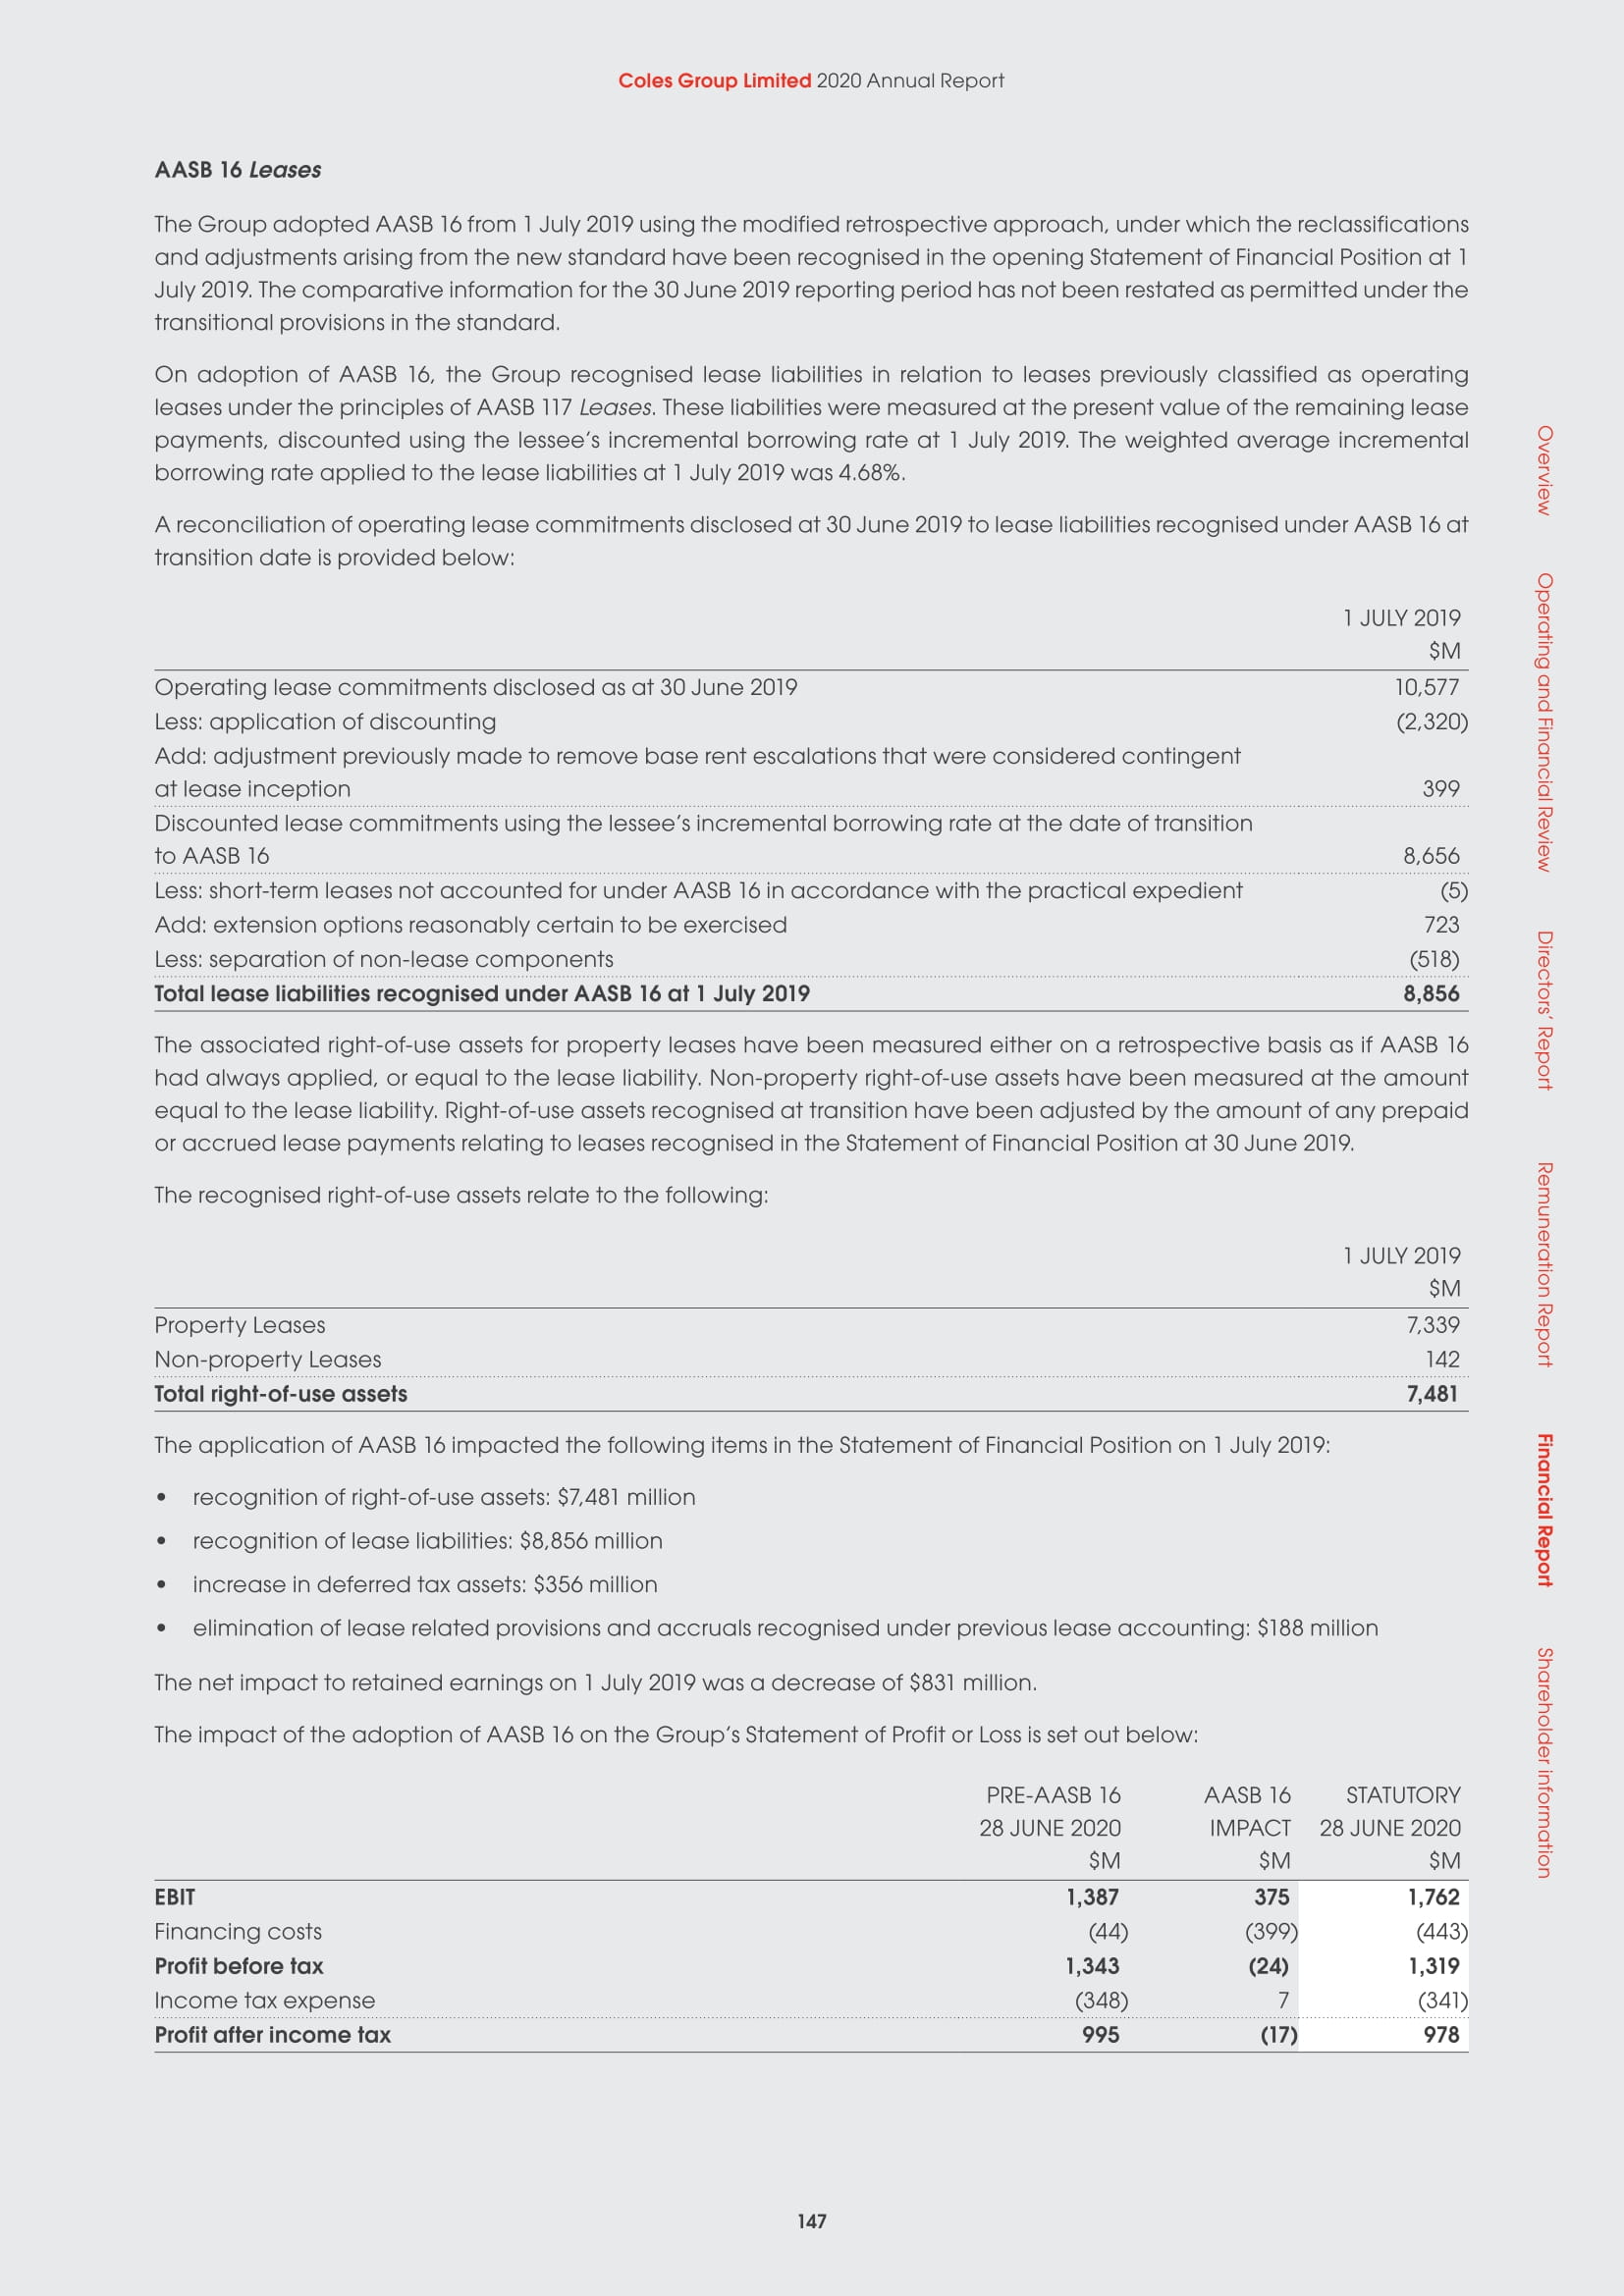 Coles Group Limited 2020 Annual Report
AASB 16 Leases
The Group adopted AASB 16 from 1 July 2019 using the modified retrospective approach, under which the reclassifications
and adjustments arising from the new standard have been recognised in the opening Statement of Financial Position at 1
July 2019. The comparative information for the 30 June 2019 reporting period has not been restated as permitted under the
transitional provisions in the standard.
On adoption of AASB 16, the Group recognised lease liabilities in relation to leases previously classified as operating
leases under the principles of AASB 117 Leases. These liabilities were measured at the present value of the remaining lease
payments, discounted using the lessee’s incremental borrowing rate at 1 July 2019. The weighted average incremental
borrowing rate applied to the lease liabilities at 1 July 2019 was 4.68%.
A reconciliation of operating lease commitments disclosed at 30 June 2019 to lease liabilities recognised under AASB 16 at
transition date is provided below:
1 JULY 2019
$M
Operating lease commitments disclosed as at 30 June 2019 10,577
Less: application of discounting (2,320)
Add: adjustment previously made to remove base rent escalations that were considered contingent
at lease inception 399
Discounted lease commitments using the lessee’s incremental borrowing rate at the date of transition
to AASB 16 8,656
Less: short-term leases not accounted for under AASB 16 in accordance with the practical expedient (5)
Add: extension options reasonably certain to be exercised 723
Less: separation of non-lease components (518)
Total lease liabilities recognised under AASB 16 at 1 July 2019 8,856
The associated right-of-use assets for property leases have been measured either on a retrospective basis as if AASB 16
had always applied, or equal to the lease liability. Non-property right-of-use assets have been measured at the amount
equal to the lease liability. Right-of-use assets recognised at transition have been adjusted by the amount of any prepaid
or accrued lease payments relating to leases recognised in the Statement of Financial Position at 30 June 2019.
The recognised right-of-use assets relate to the following:
1 JULY 2019
$M
Property Leases 7,339
Non-property Leases 142
Total right-of-use assets 7,481
The application of AASB 16 impacted the following items in the Statement of Financial Position on 1 July 2019:
• recognition of right-of-use assets: $7,481 million
• recognition of lease liabilities: $8,856 million
• increase in deferred tax assets: $356 million
• elimination of lease related provisions and accruals recognised under previous lease accounting: $188 million
The net impact to retained earnings on 1 July 2019 was a decrease of $831 million.
The impact of the adoption of AASB 16 on the Group’s Statement of Profit or Loss is set out below:
PRE-AASB 16 AASB 16 STATUTORY
28 JUNE 2020 IMPACT 28 JUNE 2020
$M $M $M
EBIT 1,387 375 1,762
Financing costs (44) (399) (443)
Profit before tax 1,343 (24) 1,319
Income tax expense (348) 7 (341)
Profit after income tax 995 (17) 978
147
Overview
Operating and Financial Review
Directors’ Report
Remuneration Report
Financial Report
Shareholder information